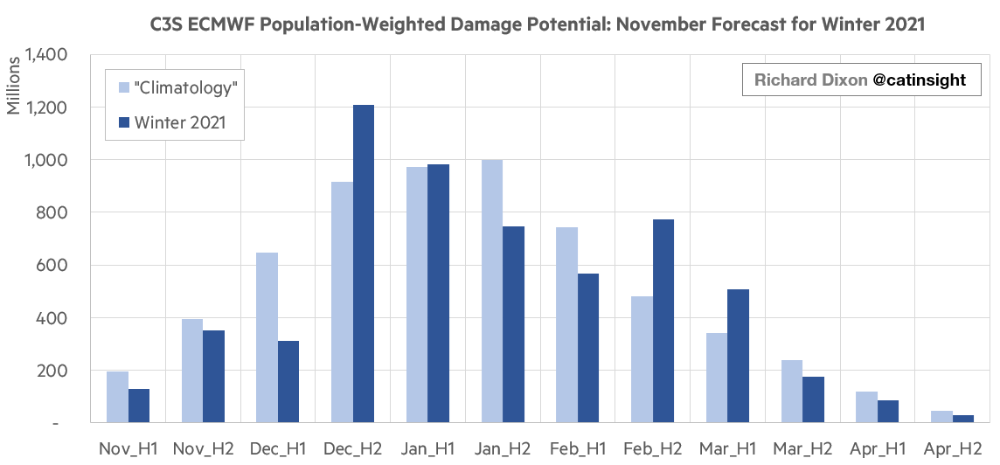 C3S ECMWF Population-Weighted Damage Potential: November Forecast for Winter 2021
Millions
1,400
1,200
1,000
800
600
400
200
-
"Climatology"
Winter 2021
Richard Dixon @catinsight
Nov_H1 Nov_H2 Dec_H1 Dec_H2 Jan_H1 Jan_H2 Feb_H1 Feb_H2 Mar_H1 Mar_H2 Apr_H1 Apr_H2